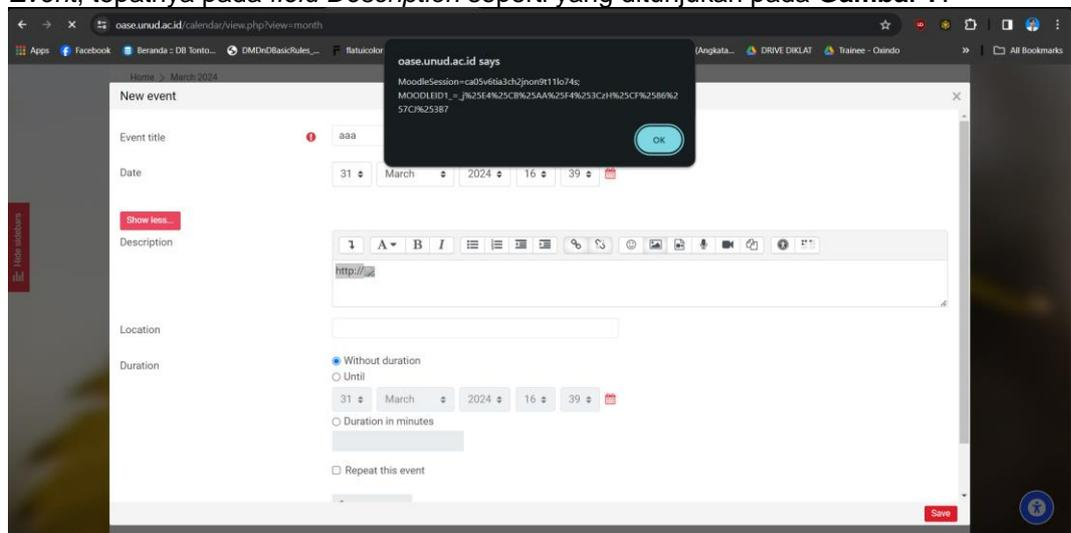 Event, tepatnya pada field Description seperti yang ditunjukan pada Gambar 1.
oase.unud.ac.id/calendar/view.php?view=month
Apps Facebook Beranda :: DB Tonto... DMDnDBasicRules_... flatuicolor (Angkata... DRIVE DIKLAT Trainee - Oxindo » All Bookmarks
oase.unud.ac.id says
MoodleSession=ca05v6tia3ch2jnon9t11lo74s;
MOODLEID1_=_j%25E4%25CB%25AA%25F4%253CzH%25CF%2586%2
57CJ%25387
OK
Home > March 2024
New event
Event title aaa
Date 31 March 2024 16 39
Show less...
Hide sidebars
Description A B I
http://
Location
Duration Without duration
Until
31 March 2024 16 39
Duration in minutes
Repeat this event
Save